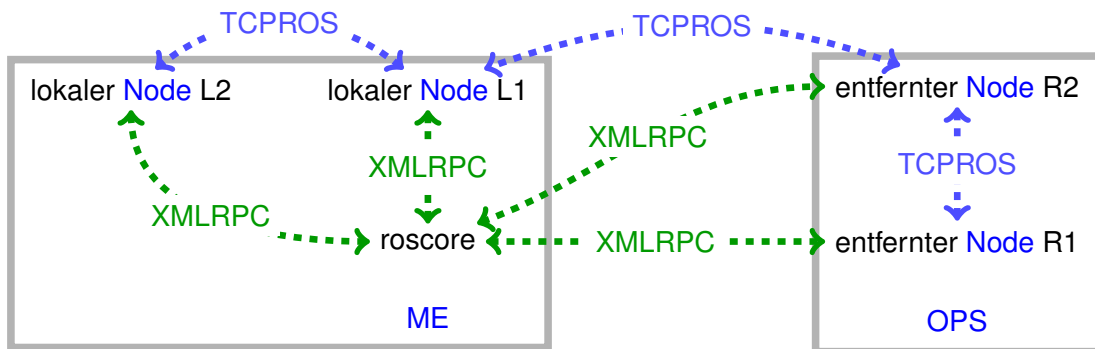 TCPROS
TCPROS
lokaler Node L2
lokaler Node L1
entfernter Node R2
XMLRPC
XMLRPC
TCPROS
XMLRPC
roscore
XMLRPC
entfernter Node R1
ME
OPS